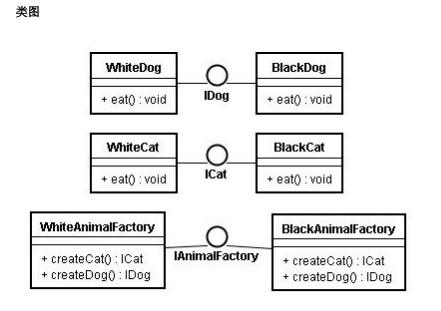 类图
WhiteDog
BlackDog
+ eat() : void
IDog
+ eat() : void
WhiteCat
BlackCat
+ eat() : void
ICat
+ eat() : void
WhiteAnimalFactory
BlackAnimalFactory
+ createCat() : ICat
+ createDog() : IDog
IAnimalFactory
+ createCat() : ICat
+ createDog() : IDog